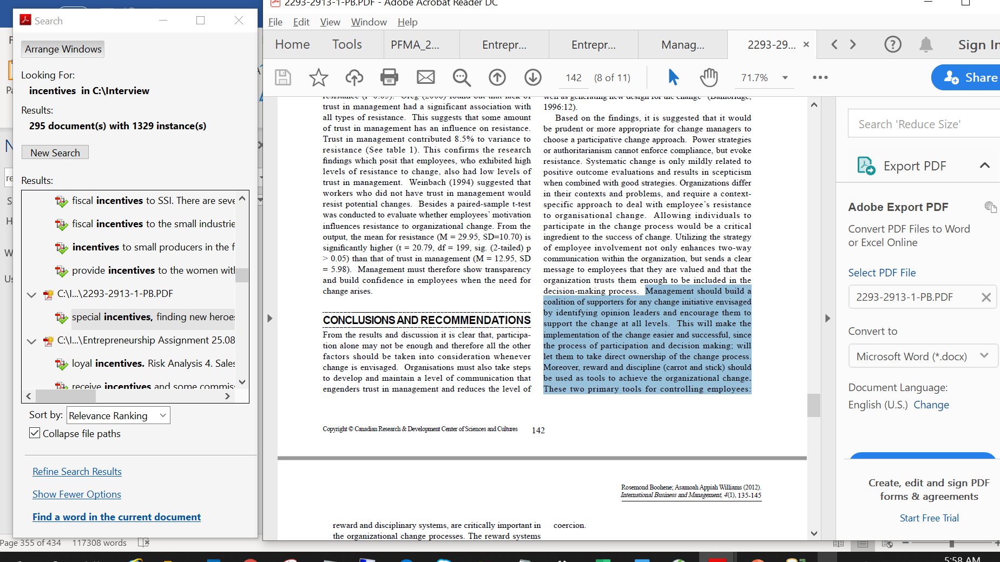 Search
Arrange Windows
Looking For:
incentives in C:\Interview
Results:
295 document(s) with 1329 instance(s)
New Search
Results:
fiscal incentives to SSI. There are seve
fiscal incentives to the small industrie
incentives to small producers in the f
provide incentives to the women wit
C:\I...\2293-2913-1-PB.PDF
special incentives, finding new heroes
C:\I...\Entrepreneurship Assignment 25.08
loyal incentives. Risk Analysis 4. Sales
receive incentives and some commis
Sort by: Relevance Ranking
Collapse file paths
Refine Search Results
Show Fewer Options
Find a word in the current document
Page 355 of 434 117308 words
2293-2913-1-PB.PDF - Adobe Acrobat Reader DC
File Edit View Window Help
Home Tools PFMA_2... Entrepr... Entrepr... Manag... 2293-29... Sign In
142 (8 of 11) 71.7% Share
resistance
trust in management had a significant association with
all types of resistance. This suggests that some amount
of trust in management has an influence on resistance.
Trust in management contributed 8.5% to variance to
resistance (See table 1). This confirms the research
findings which posit that employees, who exhibited high
levels of resistance to change, also had low levels of
trust in management. Weinbach (1994) suggested that
workers who did not have trust in management would
resist potential changes. Besides a paired-sample t-test
was conducted to evaluate whether employees' motivation
influences resistance to organizational change. From the
output, the mean for resistance (M = 29.95, SD=10.70) is
significantly higher (t = 20.79, df = 199, sig. (2-tailed) p
> 0.05) than that of trust in management (M = 12.95, SD
= 5.98). Management must therefore show transparency
and build confidence in employees when the need for
change arises.
CONCLUSIONS AND RECOMMENDATIONS
From the results and discussion it is clear that, participa-
tion alone may not be enough and therefore all the other
factors should be taken into consideration whenever
change is envisaged. Organisations must also take steps
to develop and maintain a level of communication that
engenders trust in management and reduces the level of
well as generating new design for the change" (Bambridge,
1996:12).
Based on the findings, it is suggested that it would
be prudent or more appropriate for change managers to
choose a participative change approach. Power strategies
or authoritarianism cannot enforce compliance, but evoke
resistance. Systematic change is only mildly related to
positive outcome evaluations and results in scepticism
when combined with good strategies. Organizations differ
in their contexts and problems, and require a context-
specific approach to deal with employee's resistance
to organisational change. Allowing individuals to
participate in the change process would be a critical
ingredient to the success of change. Utilizing the strategy
of employee involvement not only enhances two-way
communication within the organization, but sends a clear
message to employees that they are valued and that the
organization trusts them enough to be included in the
decision-making process. Management should build a
coalition of supporters for any change initiative envisaged
by identifying opinion leaders and encourage them to
support the change at all levels. This will make the
implementation of the change easier and successful, since
the process of participation and decision making; will
let them to take direct ownership of the change process.
Moreover, reward and discipline (carrot and stick) should
be used as tools to achieve the organizational change.
These two primary tools for controlling employees:
Copyright © Canadian Research & Development Center of Sciences and Cultures 142
Rosemond Boohene; Asamoah Appiah Williams (2012).
International Business and Management, 4(1), 135-145
reward and disciplinary systems, are critically important in
the organizational change processes. The reward systems
coercion.
Search 'Reduce Size'
Export PDF
Adobe Export PDF
Convert PDF Files to Word
or Excel Online
Select PDF File
2293-2913-1-PB.PDF
Convert to
Microsoft Word (*.docx)
Document Language:
English (U.S.) Change
Create, edit and sign PDF
forms & agreements
Start Free Trial
5:58 AM